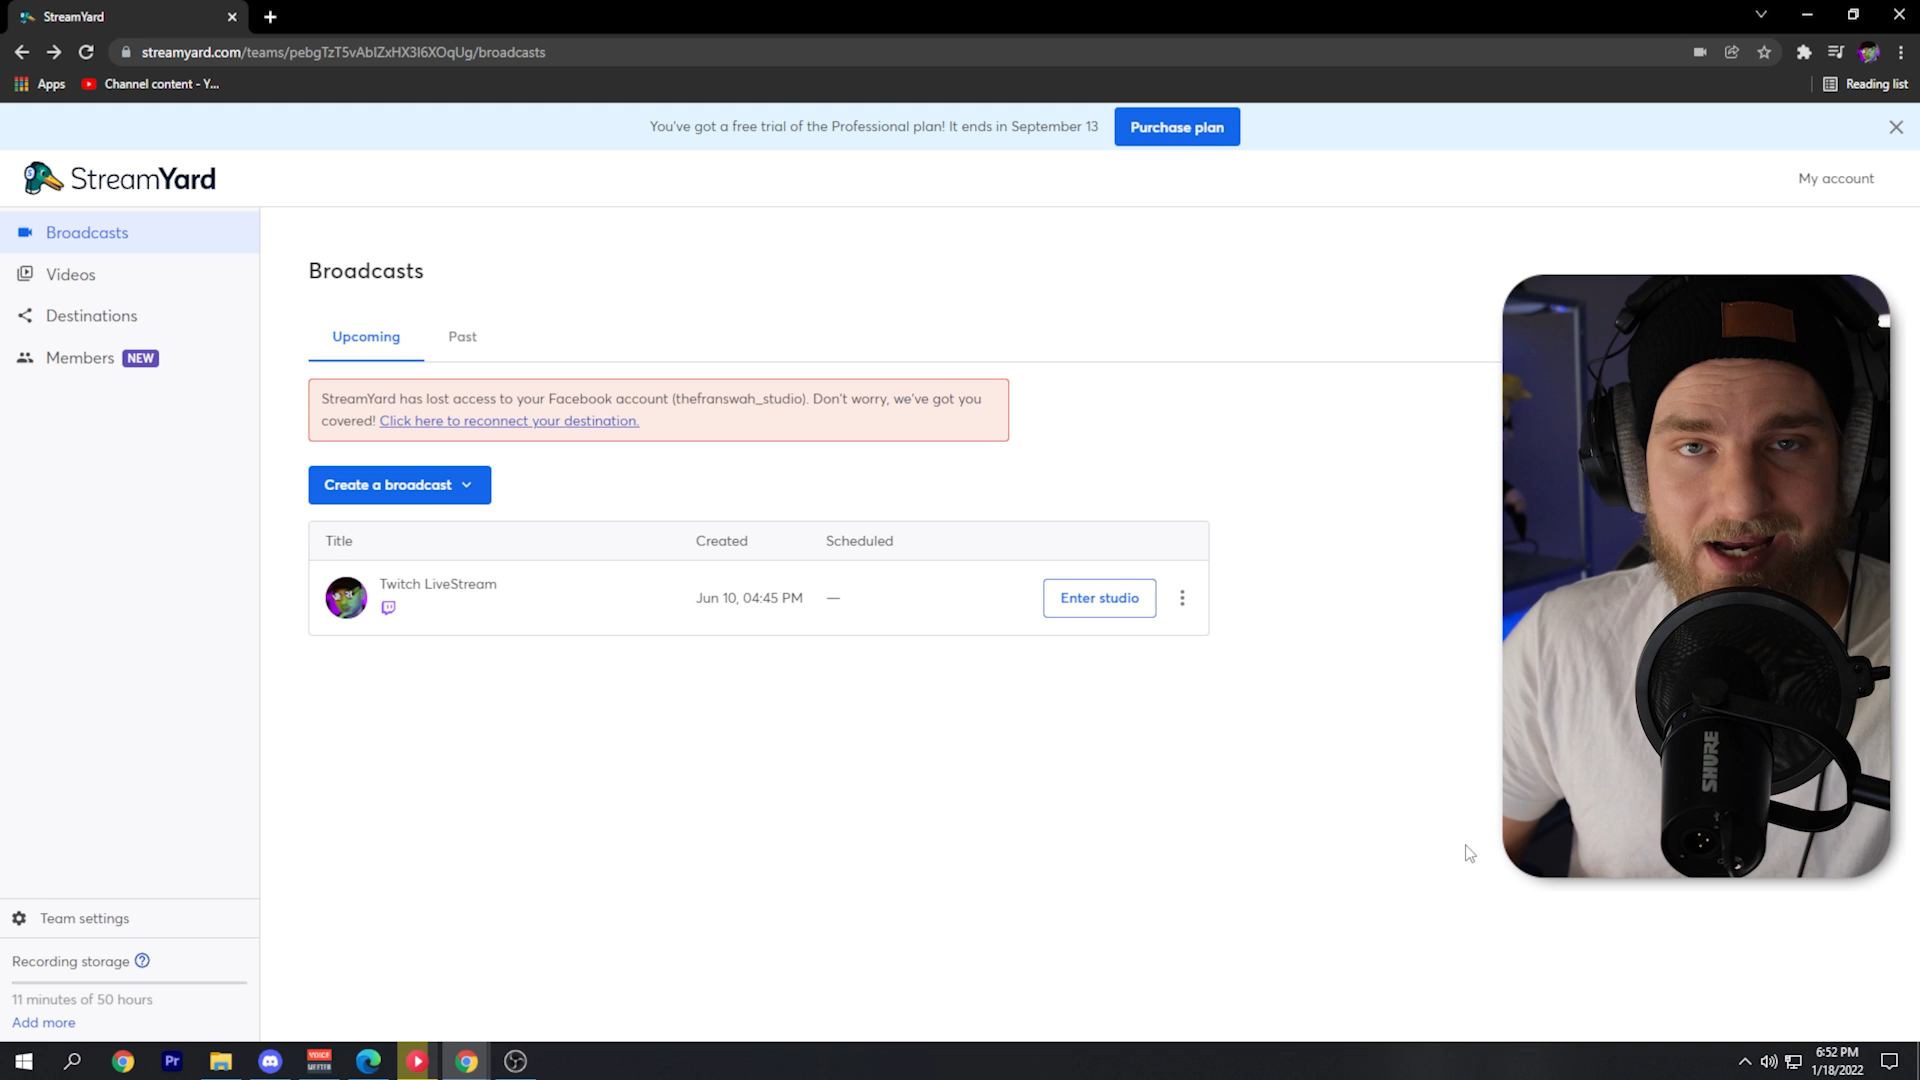 StreamYard
streamyard.com/teams/pebgTzT5vAbIZxHX3I6XOqUg/broadcasts
Apps
Channel content - Y...
Reading list
You've got a free trial of the Professional plan! It ends in September 13
Purchase plan
StreamYard
My account
Broadcasts
Videos
Destinations
Members NEW
Broadcasts
Upcoming
Past
StreamYard has lost access to your Facebook account (thefranswah_studio). Don't worry, we've got you
covered! Click here to reconnect your destination.
Create a broadcast
Title
Created
Scheduled
Twitch LiveStream
Jun 10, 04:45 PM
—
Enter studio
SHURE
Team settings
Recording storage
11 minutes of 50 hours
Add more
Pr
VOICE
MEETER
6:52 PM
1/18/2022